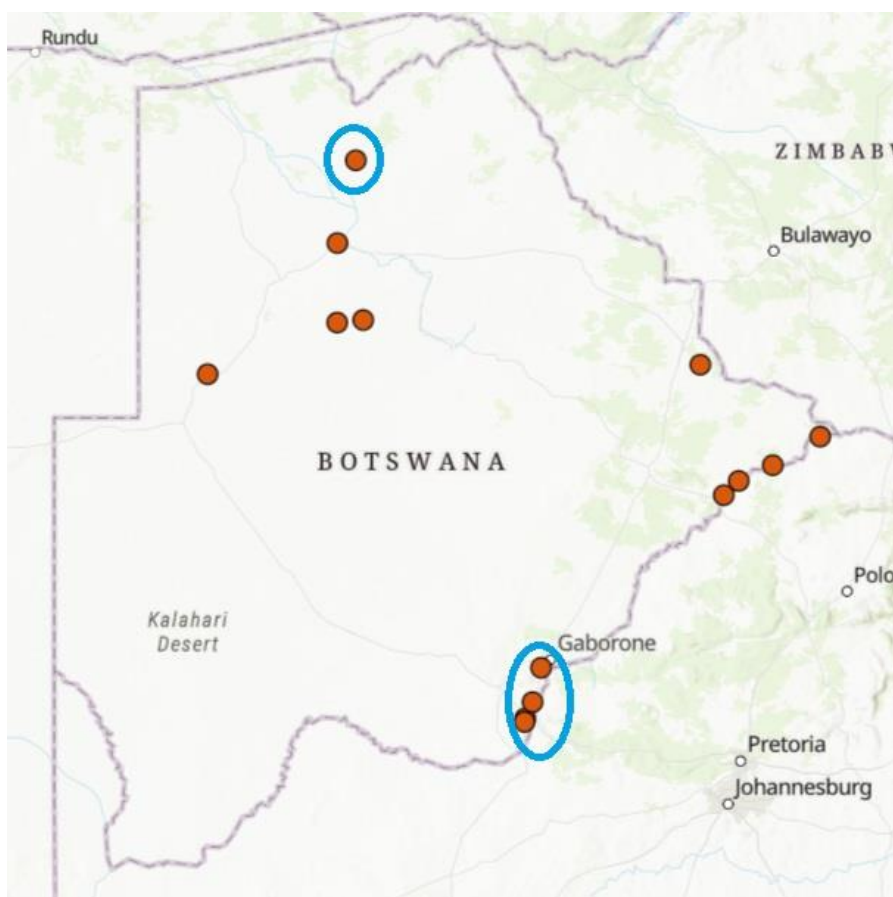 Rundu
ZIMBABW
Bulawayo
BOTSWANA
Polo
Kalahari
Desert
Gaborone
Pretoria
Johannesburg